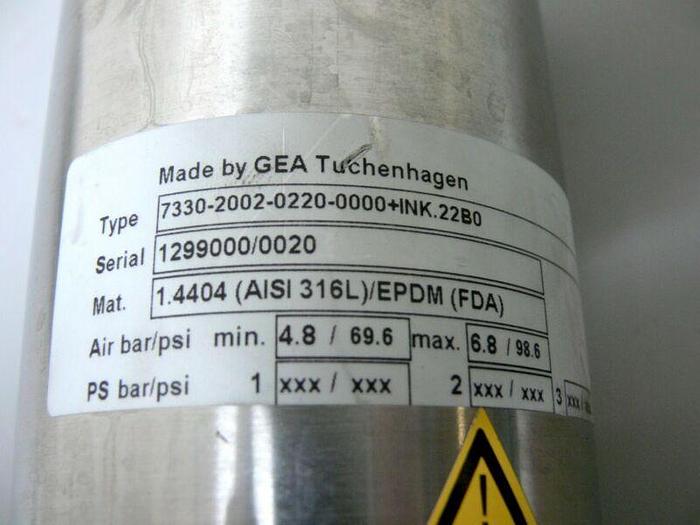 Made by GEA Tuchenhagen
Type 7330-2002-0220-0000+INK.22B0
Serial 1299000/0020
Mat. 1.4404 (AISI 316L)/EPDM (FDA)
Air bar/psi min. 4.8 / 69.6 max. 6.8 / 98.6
PS bar/psi 1 xxx / xxx 2 xxx / xxx 3 xxx /
!